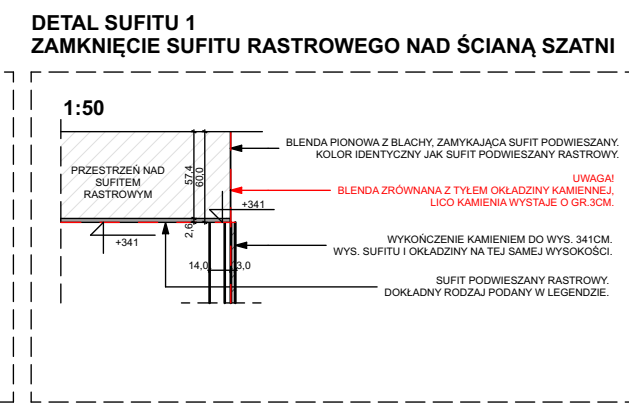 DETAL SUFITU 1
ZAMKNIĘCIE SUFITU RASTROWEGO NAD ŚCIANĄ SZATNI
1:50
BLENDA PIONOWA Z BLACHY, ZAMYKAJĄCA SUFIT PODWIESZANY.
KOLOR IDENTYCZNY JAK SUFIT PODWIESZANY RASTROWY.
PRZESTRZEŃ NAD
SUFITEM
RASTROWYM
57,4
60,0
UWAGA!
BLENDA ZRÓWNANA Z TYŁEM OKŁADZINY KAMIENNEJ,
LICO KAMIENIA WYSTAJE O GR.3CM.
+341
2,6
+341
WYKOŃCZENIE KAMIENIEM DO WYS. 341CM.
WYS. SUFITU I OKŁADZINY NA TEJ SAMEJ WYSOKOŚCI.
14,0
3,0
SUFIT PODWIESZANY RASTROWY.
DOKŁADNY RODZAJ PODANY W LEGENDZIE.